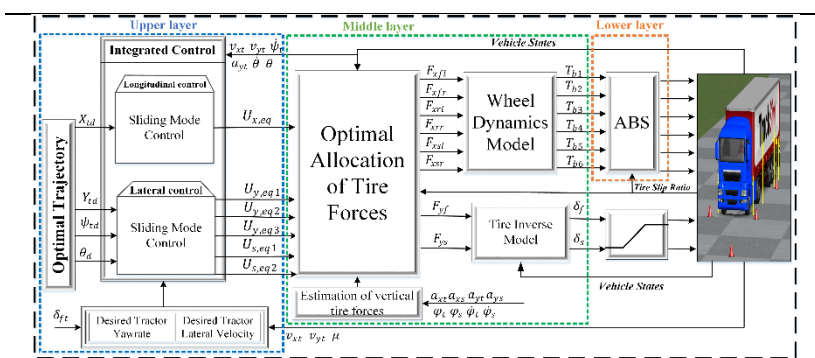 Upper layer
Middle layer
Lower layer
Integrated Control
v_xt v_yt ψ̇_t
a_yt θ̇ θ
Vehicle States
Longitudinal control
Sliding Mode
Control
X_td
U_x,eq
Optimal Trajectory
Y_td
ψ_td
θ_d
Lateral control
Sliding Mode
Control
U_y,eq1
U_y,eq2
U_y,eq3
U_s,eq1
U_s,eq2
Optimal
Allocation
of Tire
Forces
F_xfl
F_xfr
F_xrl
F_xrr
F_xsl
F_xsr
Wheel
Dynamics
Model
T_b1
T_b2
T_b3
T_b4
T_b5
T_b6
ABS
Tire Slip Ratio
F_yf
F_ys
Tire Inverse
Model
δ_f
δ_s
Vehicle States
Estimation of vertical
tire forces
a_xt a_xs a_yt a_ys
φ_t φ_s φ̇_t φ̇_s
δ_ft
Desired Tractor
Yawrate
Desired Tractor
Lateral Velocity
v_xt v_yt μ